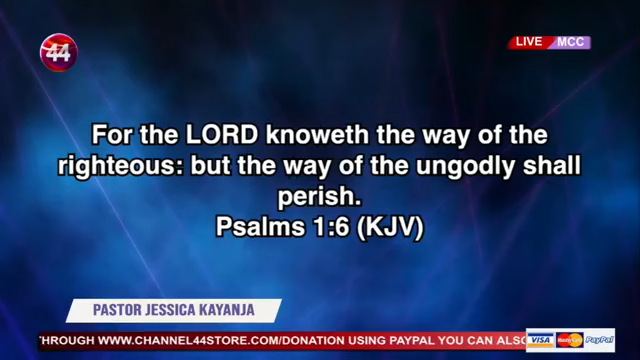 44
LIVE MCC
For the LORD knoweth the way of the
righteous: but the way of the ungodly shall
perish.
Psalms 1:6 (KJV)
PASTOR JESSICA KAYANJA
THROUGH WWW.CHANNEL44STORE.COM/DONATION USING PAYPAL YOU CAN ALSO
VISA MasterCard PayPal